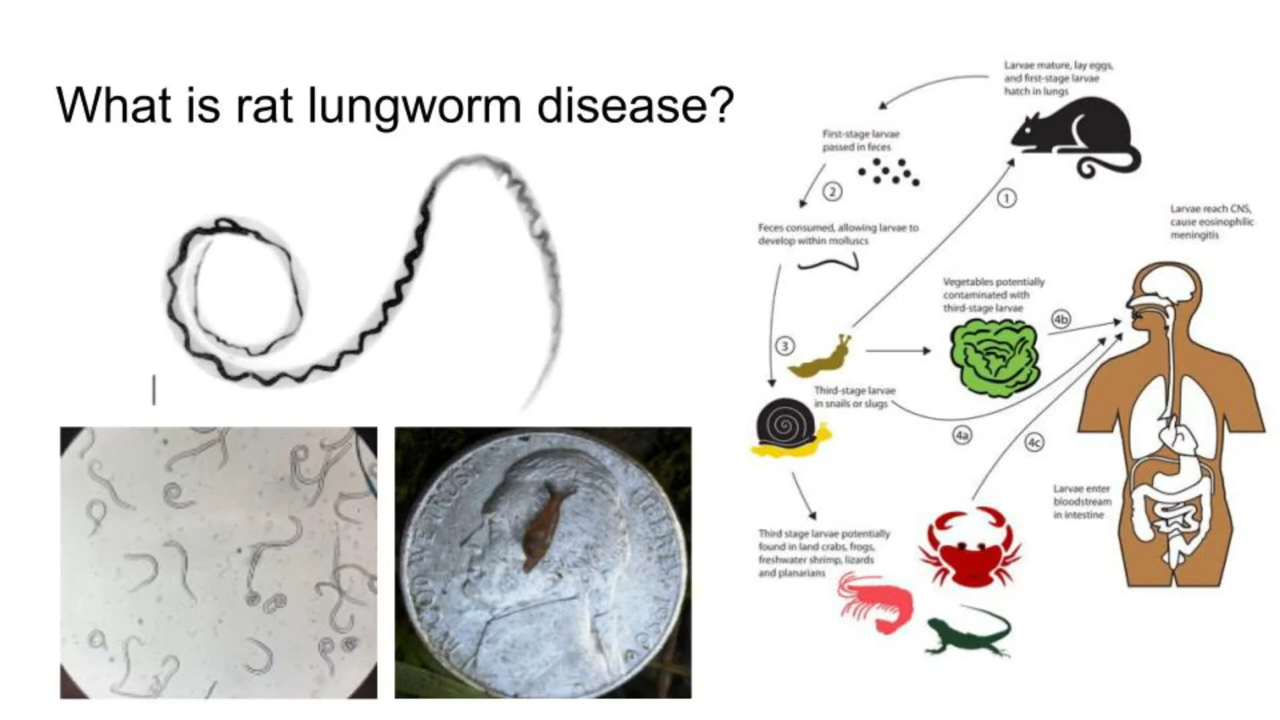 What is rat lungworm disease?
Larvae mature, lay eggs,
and first-stage larvae
hatch in lungs
First-stage larvae
passed in feces
2
1
Feces consumed, allowing larvae to
develop within molluscs
Larvae reach CNS,
cause eosinophilic
meningitis
Vegetables potentially
contaminated with
third-stage larvae
4b
3
Third-stage larvae
in snails or slugs
4a
4c
Larvae enter
bloodstream
in intestine
Third stage larvae potentially
found in land crabs, frogs,
freshwater shrimp, lizards
and planarians